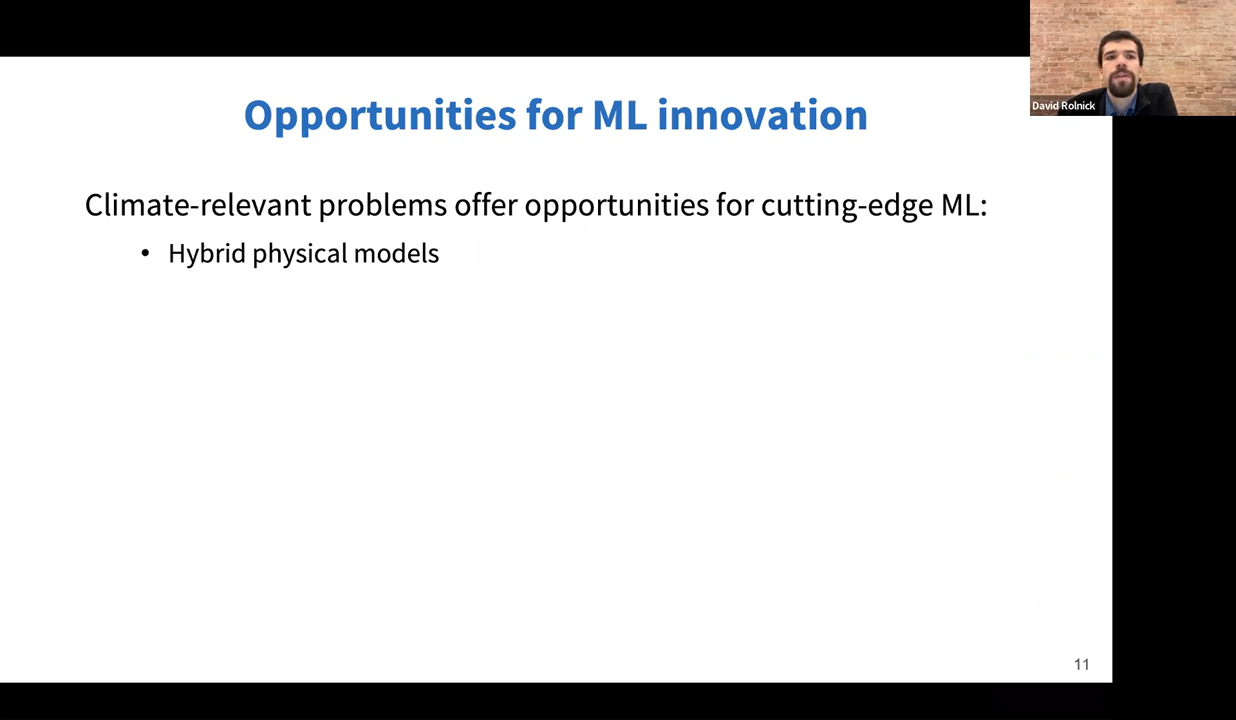 Opportunities for ML innovation
David Rolnick
Climate-relevant problems offer opportunities for cutting-edge ML:
• Hybrid physical models
11